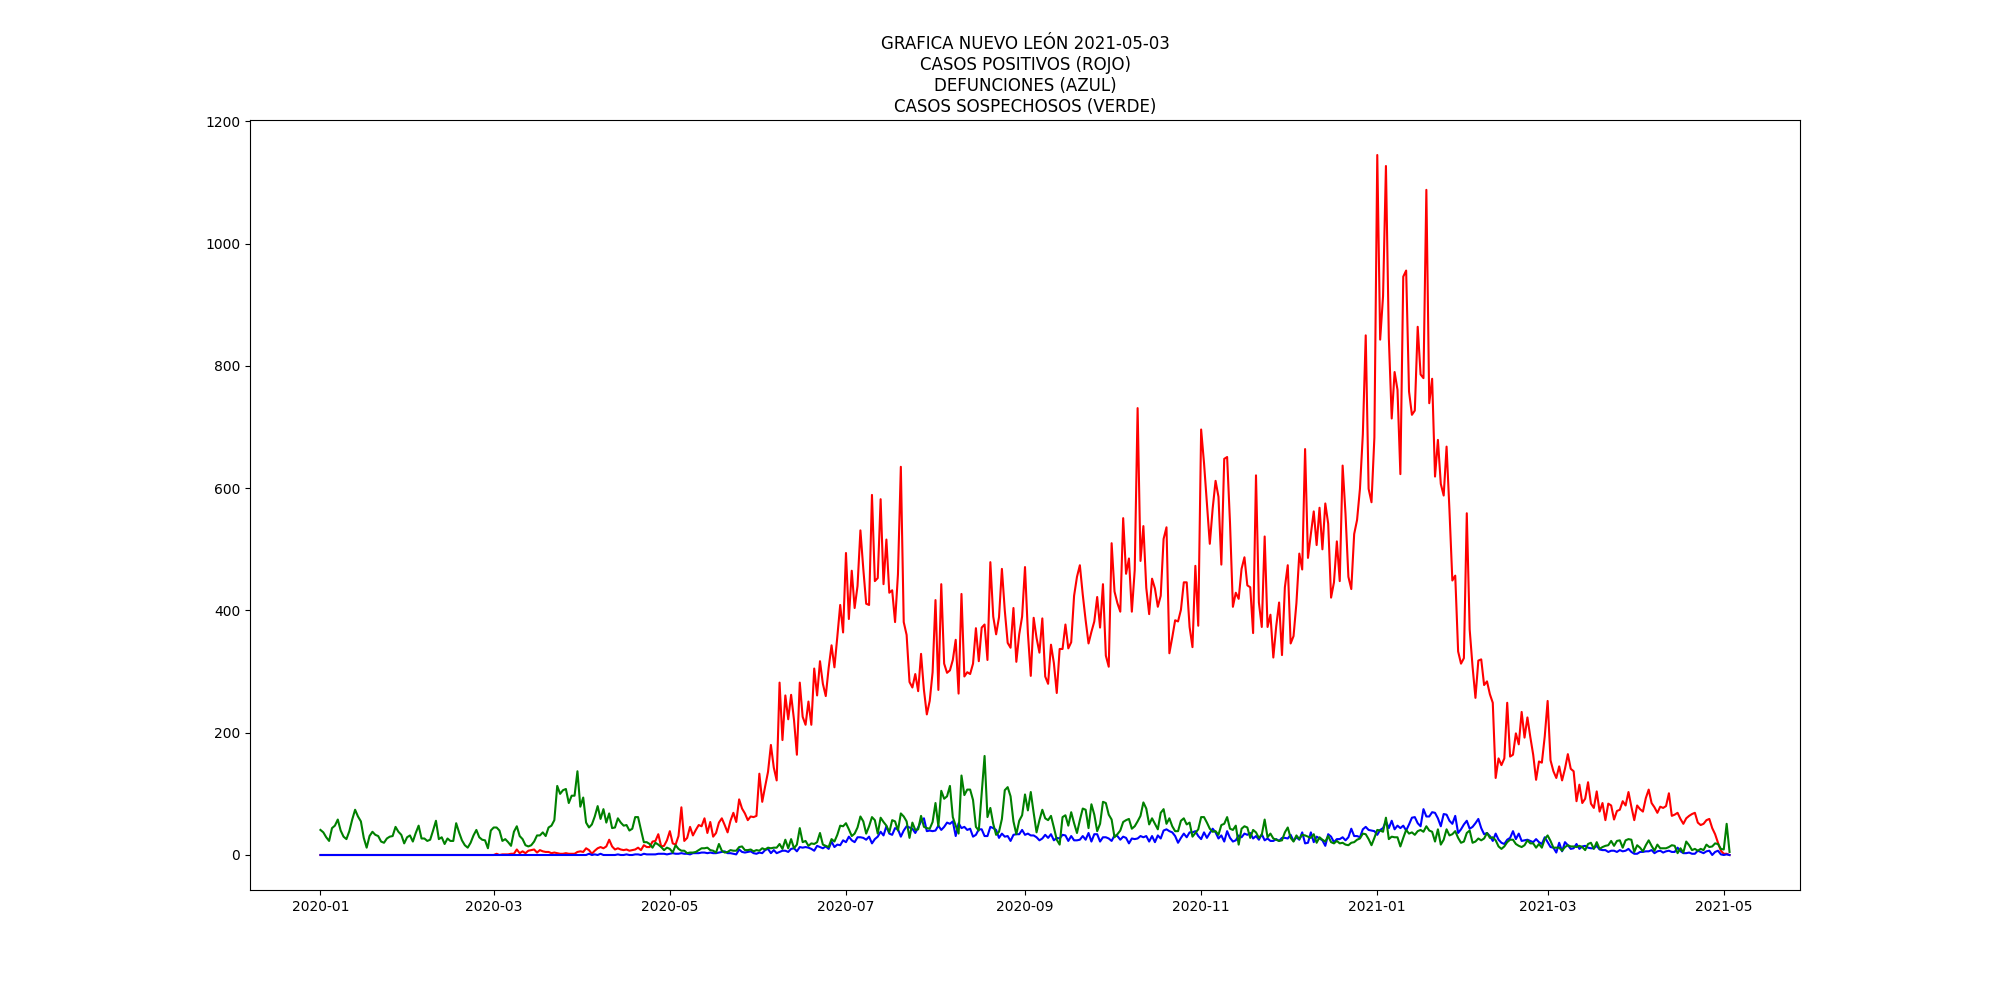 GRAFICA NUEVO LEÓN 2021-05-03
CASOS POSITIVOS (ROJO)
DEFUNCIONES (AZUL)
CASOS SOSPECHOSOS (VERDE)
1200
1000
800
600
400
200
0
2020-01 2020-03 2020-05 2020-07 2020-09 2020-11 2021-01 2021-03 2021-05